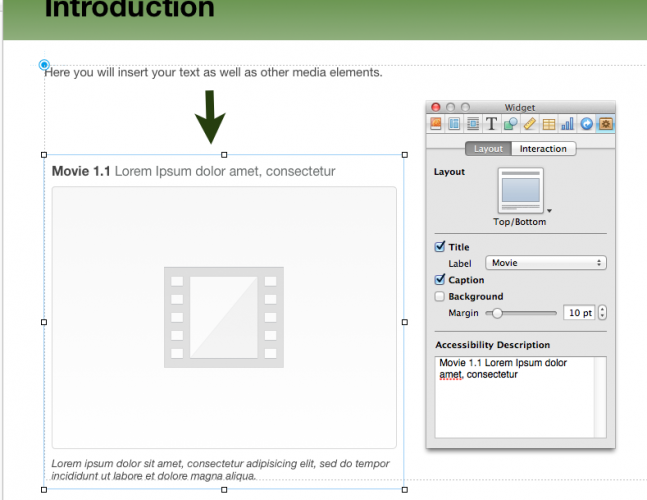 Introduction
Here you will insert your text as well as other media elements.
Movie 1.1 Lorem Ipsum dolor amet, consectetur
Lorem ipsum dolor sit amet, consectetur adipisicing elit, sed do tempor
incididunt ut labore et dolore magna aliqua.
Widget
T
Layout Interaction
Layout
Top/Bottom
Title
Label Movie
Caption
Background
Margin 10 pt
Accessibility Description
Movie 1.1 Lorem Ipsum dolor
amet, consectetur